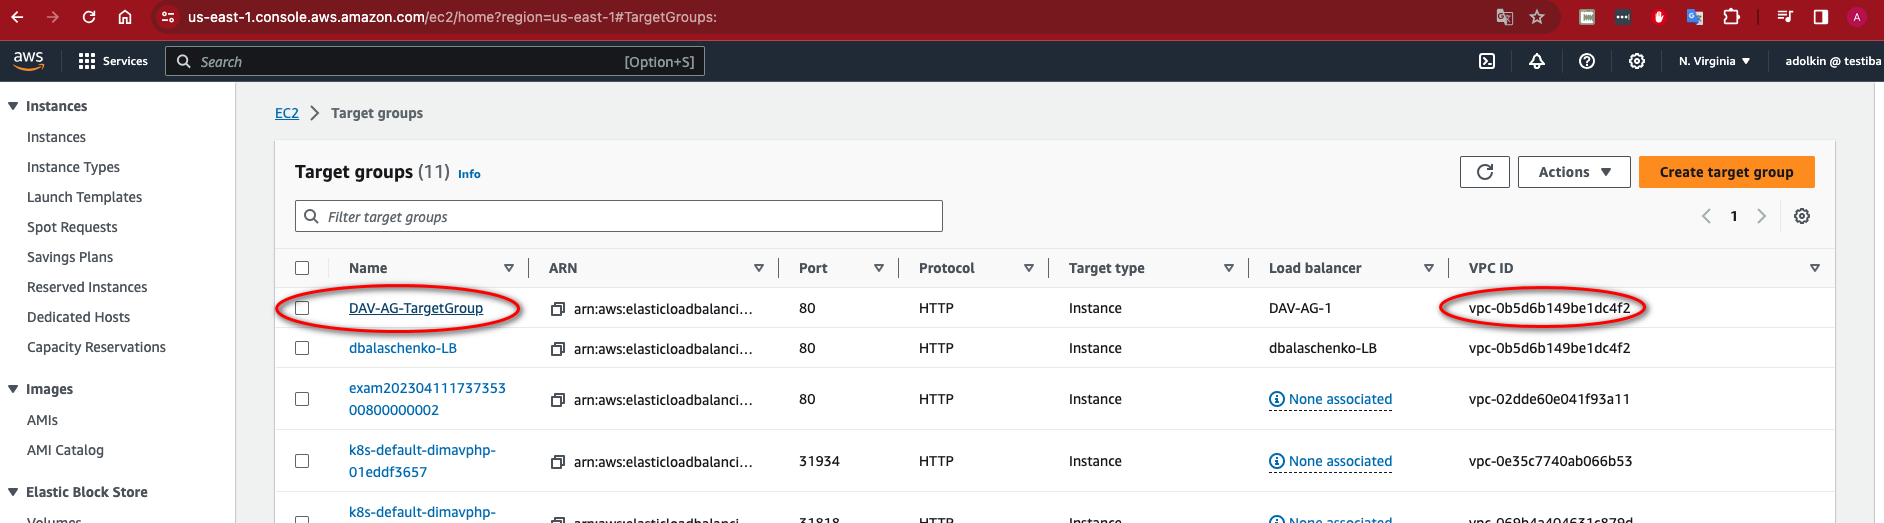 us-east-1.console.aws.amazon.com/ec2/home?region=us-east-1#TargetGroups:
A
aws Services Search [Option+S] N. Virginia adolkin @ testiba
Instances
Instances
Instance Types
Launch Templates
Spot Requests
Savings Plans
Reserved Instances
Dedicated Hosts
Capacity Reservations
Images
AMIs
AMI Catalog
Elastic Block Store
Volumes
EC2 > Target groups
Target groups (11) Info
Actions
Create target group
Filter target groups
1
Name ARN Port Protocol Target type Load balancer VPC ID
DAV-AG-TargetGroup arn:aws:elasticloadbalanci... 80 HTTP Instance DAV-AG-1 vpc-0b5d6b149be1dc4f2
dbalaschenko-LB arn:aws:elasticloadbalanci... 80 HTTP Instance dbalaschenko-LB vpc-0b5d6b149be1dc4f2
exam202304111737353
00800000002 arn:aws:elasticloadbalanci... 80 HTTP Instance None associated vpc-02dde60e041f93a11
k8s-default-dimavphp-
01eddf3657 arn:aws:elasticloadbalanci... 31934 HTTP Instance None associated vpc-0e35c7740ab066b53
k8s-default-dimavphp-
arn:aws:elasticloadbalanci... 31818 HTTP Instance None associated